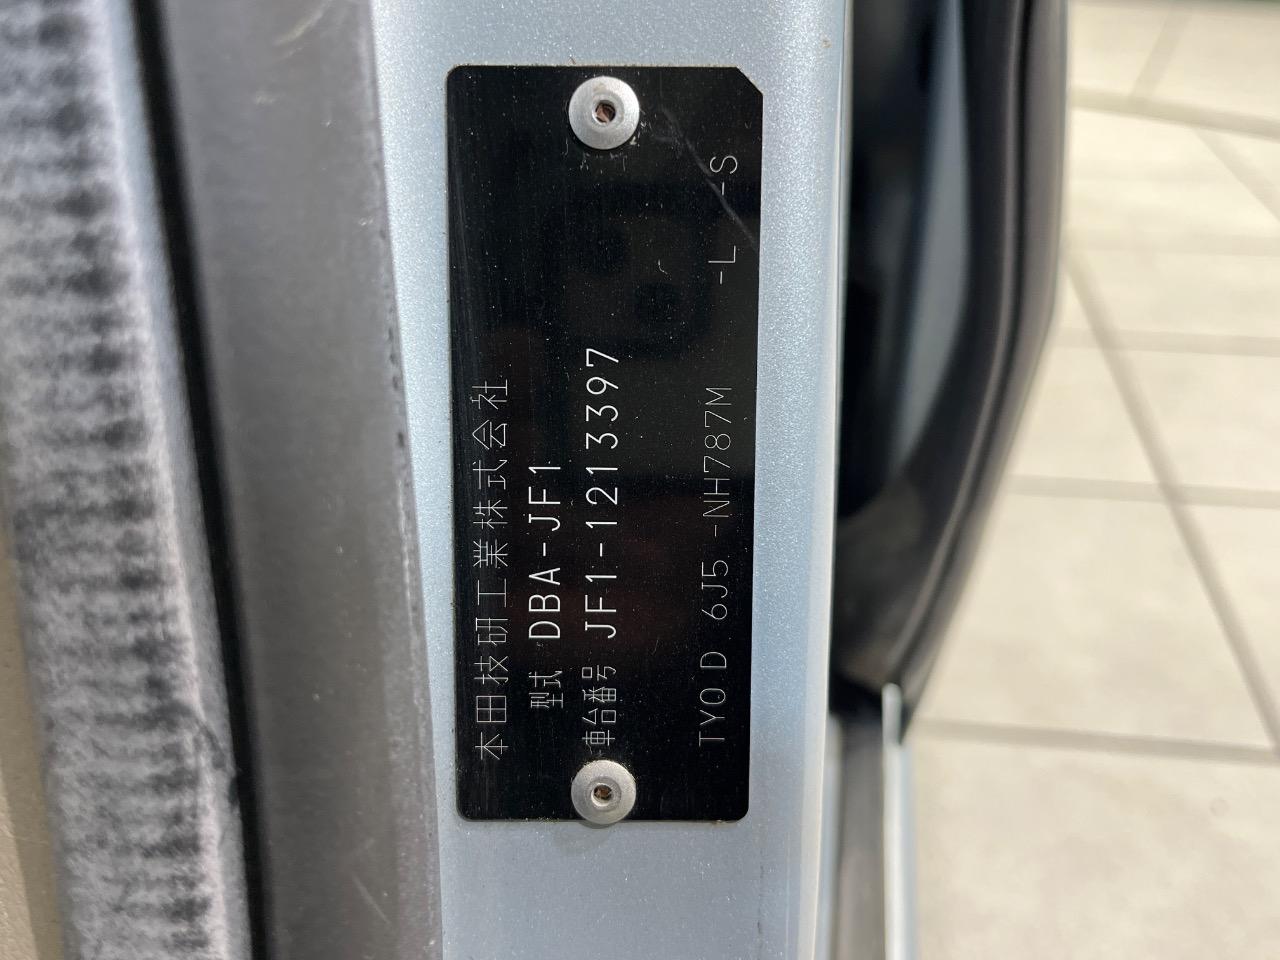 本田技研工業株式会社
型式 DBA-JF1
車台番号 JF1-1213397
TYO D 6J5 -NH787M -L -S